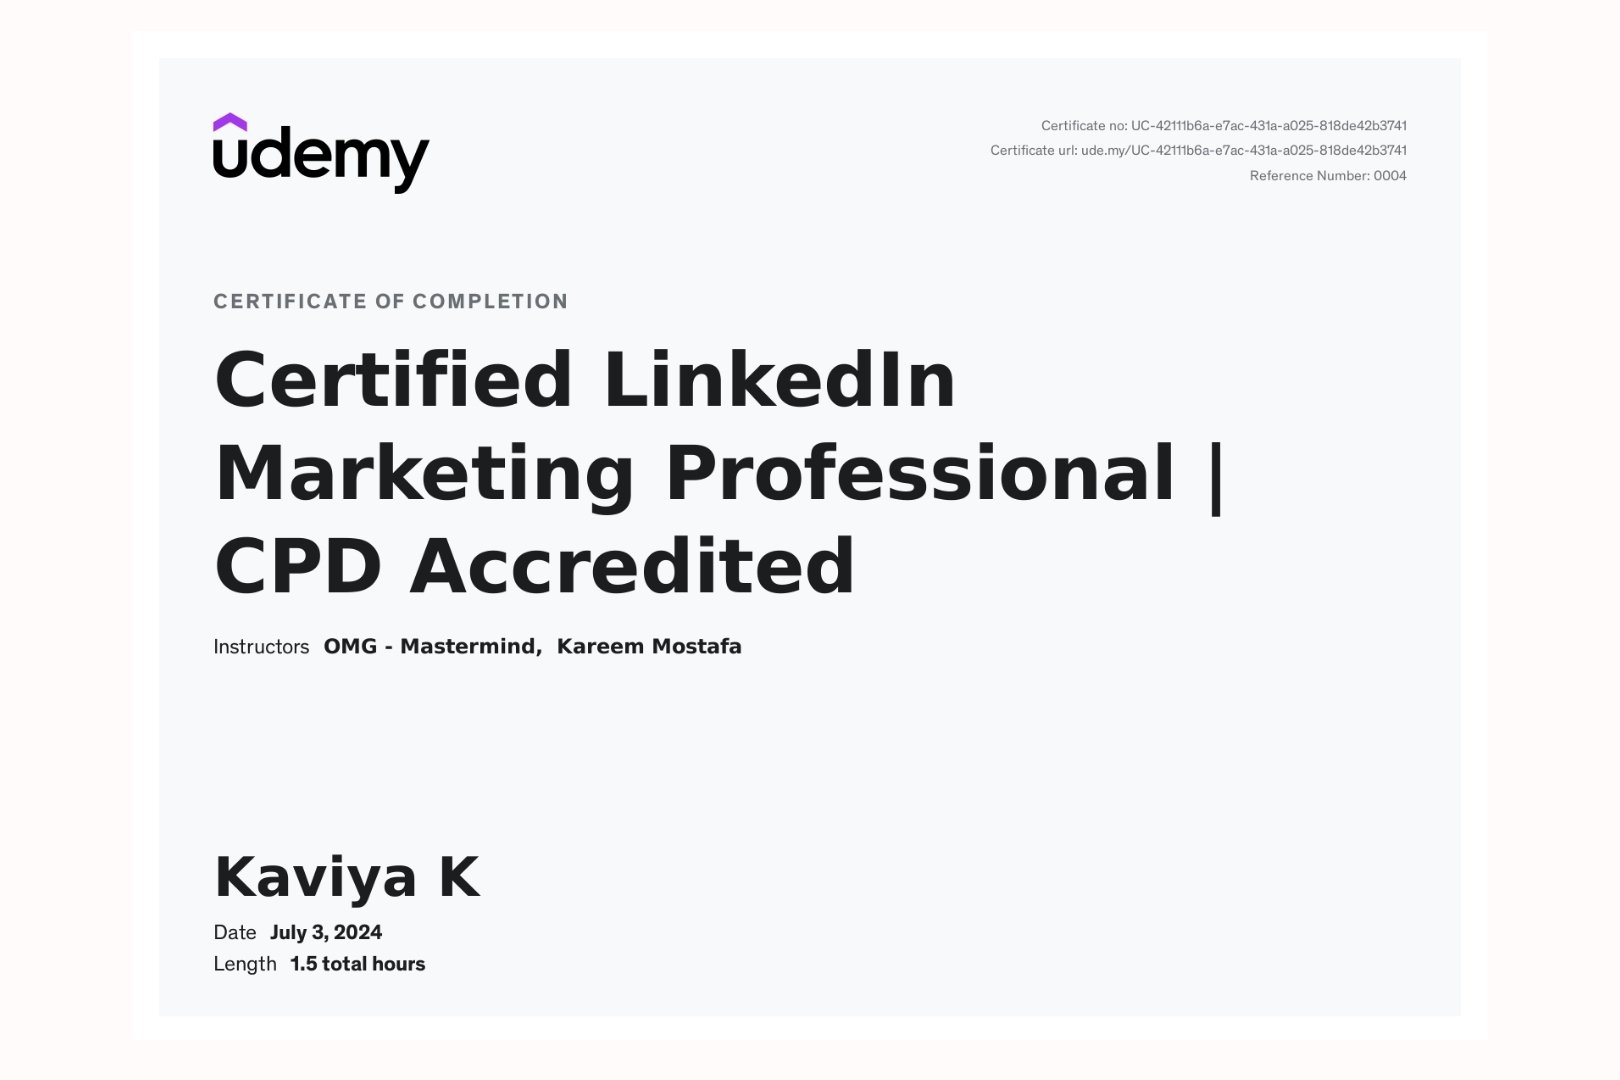 udemy
Certificate no: UC-42111b6a-e7ac-431a-a025-818de42b3741
Certificate url: ude.my/UC-42111b6a-e7ac-431a-a025-818de42b3741
Reference Number: 0004
CERTIFICATE OF COMPLETION
Certified LinkedIn
Marketing Professional |
CPD Accredited
Instructors OMG - Mastermind, Kareem Mostafa
Kaviya K
Date July 3, 2024
Length 1.5 total hours